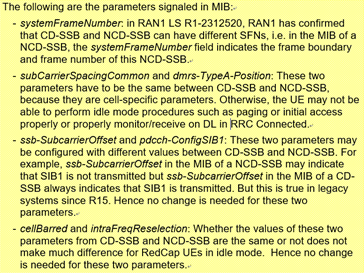 The following are the parameters signaled in MIB:
- systemFrameNumber: in RAN1 LS R1-2312520, RAN1 has confirmed
that CD-SSB and NCD-SSB can have different SFNs, i.e. in the MIB of a
NCD-SSB, the systemFrameNumber field indicates the frame boundary
and frame number of this NCD-SSB.
- subCarrierSpacingCommon and dmrs-TypeA-Position: These two
parameters have to be the same between CD-SSB and NCD-SSB,
because they are cell-specific parameters. Otherwise, the UE may not be
able to perform idle mode procedures such as paging or initial access
properly or properly monitor/receive on DL in RRC Connected.
- ssb-SubcarrierOffset and pdcch-ConfigSIB1: These two parameters may
be configured with different values between CD-SSB and NCD-SSB. For
example, ssb-SubcarrierOffset in the MIB of a NCD-SSB may indicate
that SIB1 is not transmitted but ssb-SubcarrierOffset in the MIB of a CD-
SSB always indicates that SIB1 is transmitted. But this is true in legacy
systems since R15. Hence no change is needed for these two
parameters.
- cellBarred and intraFreqReselection: Whether the values of these two
parameters from CD-SSB and NCD-SSB are the same or not does not
make much difference for RedCap UEs in idle mode. Hence no change
is needed for these two parameters.